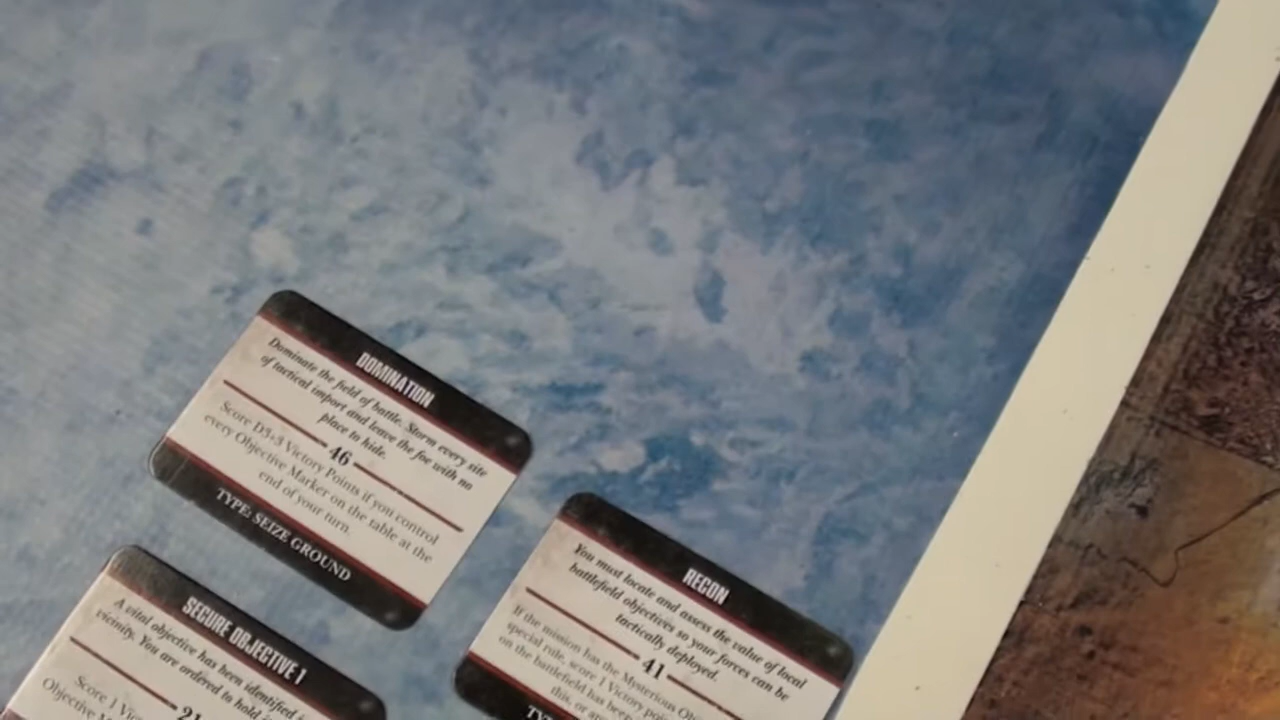 DOMINATION
Dominate the field of battle. Storm every site
of tactical import and leave the foe with no
place to hide.
46
Score D3+3 Victory Points if you control
every Objective Marker on the table at the
end of your turn.
TYPE: SEIZE GROUND
RECON
You must locate and assess the value of local
battlefield objectives so your forces can be
tactically deployed.
41
If the mission has the Mysterious
special rule, score 1 Victory
on the battlefield has been
this, or
SECURE OBJECTIVE 1
A vital objective has been identified
vicinity. You are ordered to hold
21
Score 1
Objective